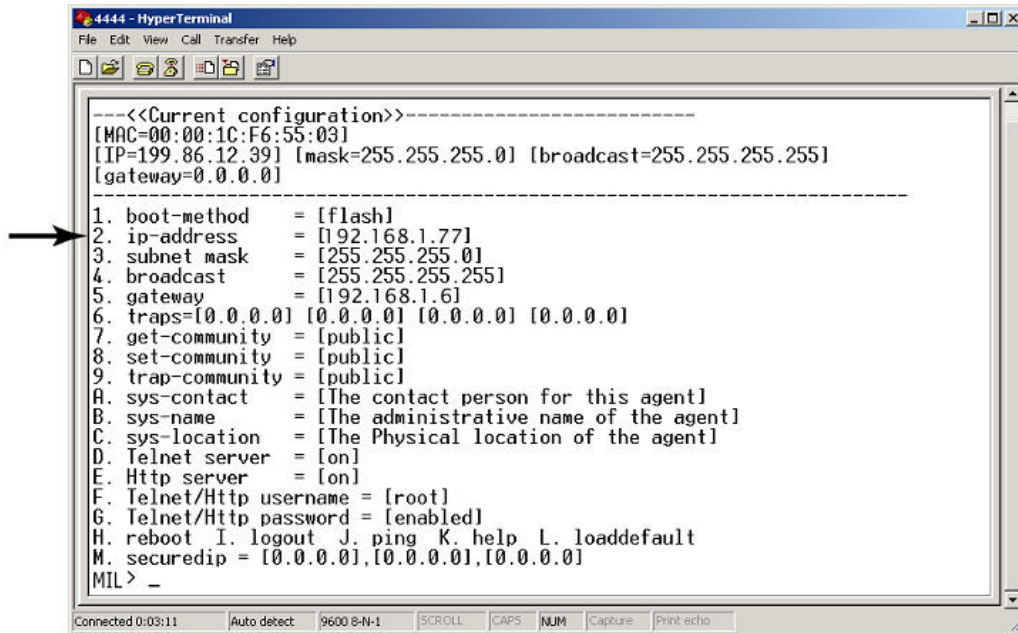 4444 - HyperTerminal
File Edit View Call Transfer Help
---<<Current configuration>>---------------------------
[MAC=00:00:1C:F6:55:03]
[IP=199.86.12.39] [mask=255.255.255.0] [broadcast=255.255.255.255]
[gateway=0.0.0.0]
----------------------------------------------------------------------------
1. boot-method = [flash]
2. ip-address = [192.168.1.77]
3. subnet mask = [255.255.255.0]
4. broadcast = [255.255.255.255]
5. gateway = [192.168.1.6]
6. traps=[0.0.0.0] [0.0.0.0] [0.0.0.0] [0.0.0.0]
7. get-community = [public]
8. set-community = [public]
9. trap-community = [public]
A. sys-contact = [The contact person for this agent]
B. sys-name = [The administrative name of the agent]
C. sys-location = [The Physical location of the agent]
D. Telnet server = [on]
E. Http server = [on]
F. Telnet/Http username = [root]
G. Telnet/Http password = [enabled]
H. reboot I. logout J. ping K. help L. loaddefault
M. securedip = [0.0.0.0],[0.0.0.0],[0.0.0.0]
MIL> _
Connected 0:03:11 Auto detect 9600 8-N-1 SCROLL CAPS NUM Capture Print echo